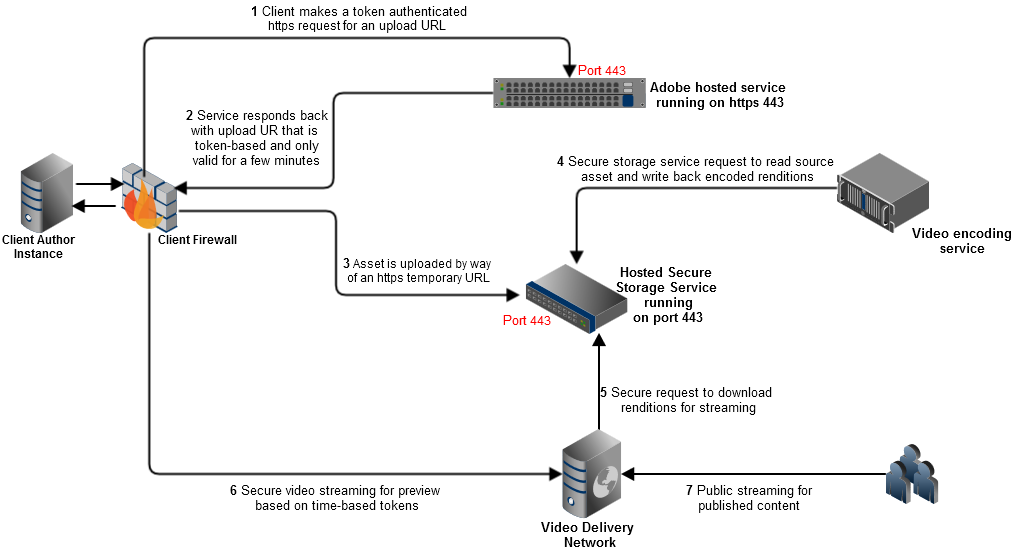 1 Client makes a token authenticated
https request for an upload URL
Port 443
Adobe hosted service
running on https 443
2 Service responds back
with upload UR that is
token-based and only
valid for a few minutes
4 Secure storage service request to read source
asset and write back encoded renditions
Client Author
Instance
Client Firewall
Video encoding
service
3 Asset is uploaded by way
of an https temporary URL
Hosted Secure
Storage Service
running
on port 443
Port 443
5 Secure request to download
renditions for streaming
6 Secure video streaming for preview
based on time-based tokens
7 Public streaming for
published content
Video Delivery
Network